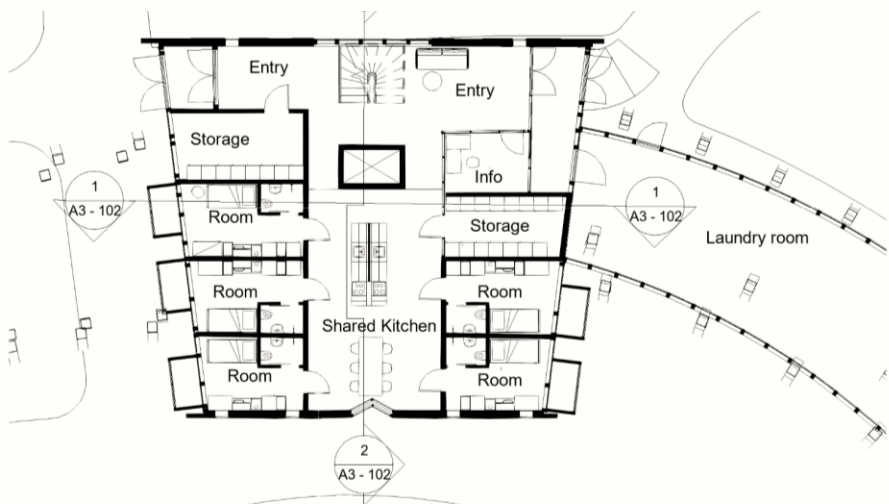 Entry
Entry
Storage
Info
1
A3 - 102
Room
Storage
1
A3 - 102
Laundry room
Room
Room
Shared Kitchen
Room
Room
2
A3 - 102